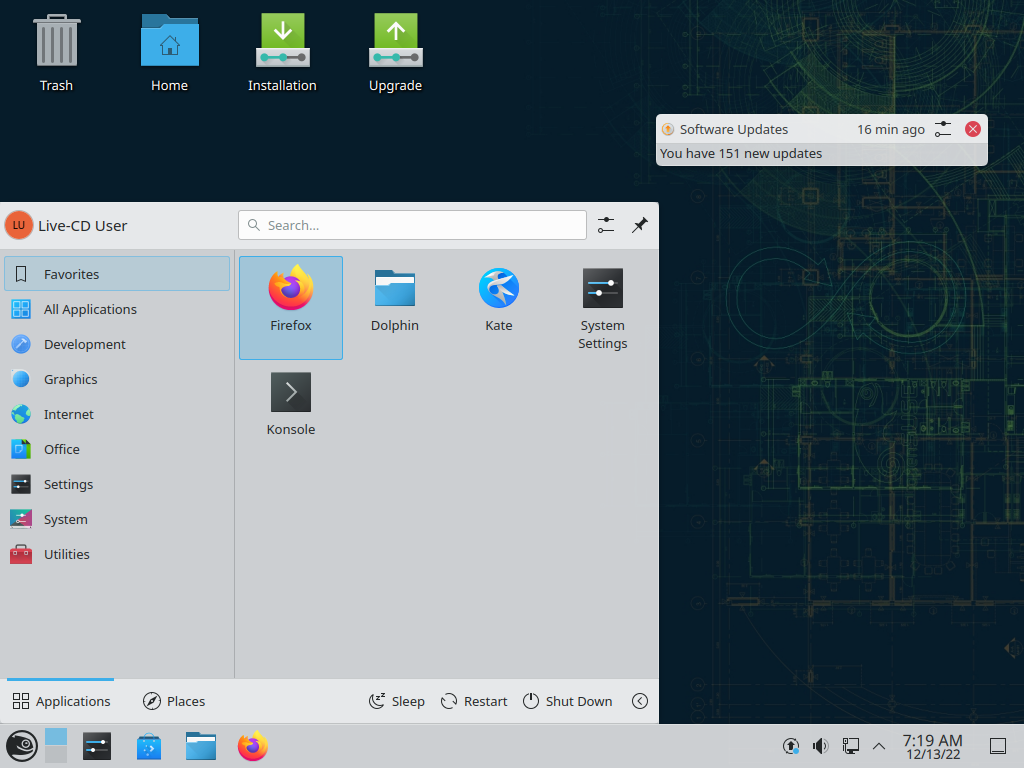 Trash
Home
Installation
Upgrade
Software Updates
16 min ago
You have 151 new updates
LU
Live-CD User
Search...
Favorites
All Applications
Development
Graphics
Internet
Office
Settings
System
Utilities
Firefox
Dolphin
Kate
System
Settings
Konsole
Applications
Places
Sleep
Restart
Shut Down
7:19 AM
12/13/22